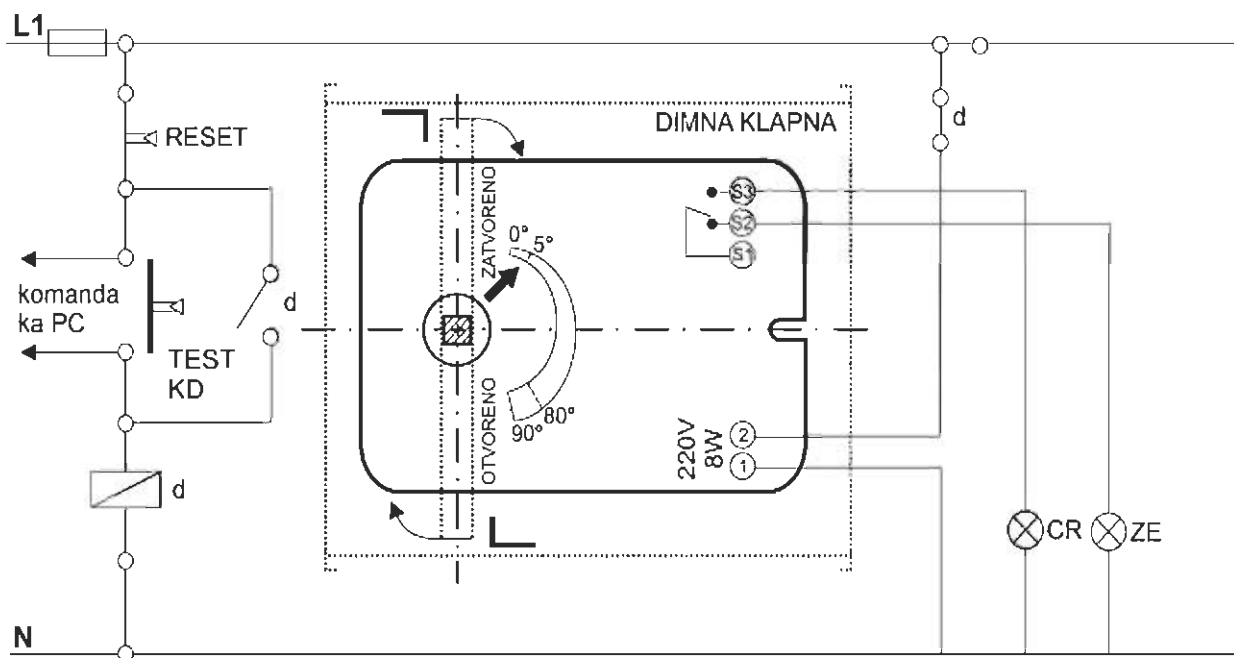 L1
RESET
komanda
ka PC
TEST
KD
d
d
N
DIMNA KLAPNA
ZATVORENO
0°
5°
OTVORENO
80°
90°
S3
S2
S1
220V
8W
2
1
d
CR
ZE